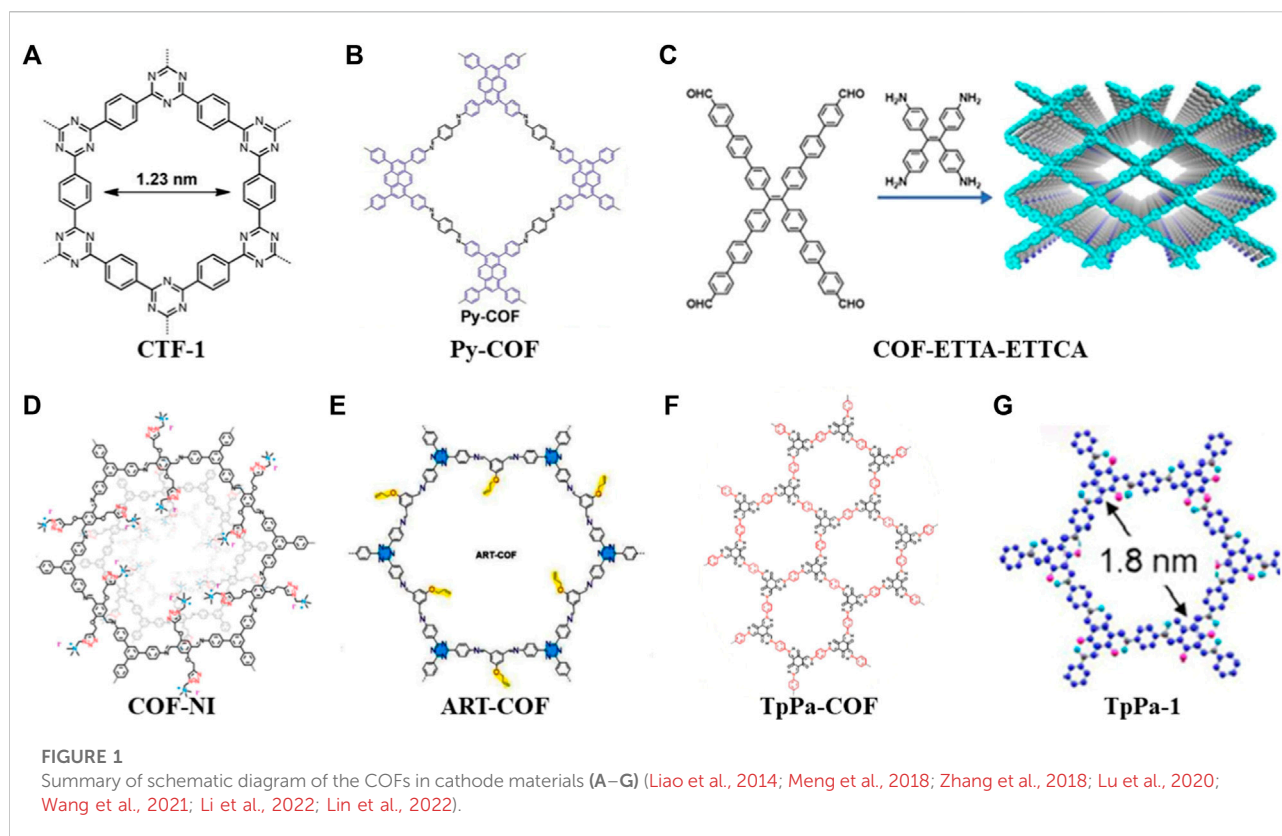 A
B
C
1.23 nm
CTF-1
Py-COF
Py-COF
CHO
CHO
OHC
OHC
H₂N
NH₂
H₂N
NH₂
COF-ETTA-ETTCA
D
E
F
G
COF-NI
ART-COF
ART-COF
TpPa-COF
1.8 nm
TpPa-1
FIGURE 1
Summary of schematic diagram of the COFs in cathode materials (A–G) (Liao et al., 2014; Meng et al., 2018; Zhang et al., 2018; Lu et al., 2020;
Wang et al., 2021; Li et al., 2022; Lin et al., 2022).